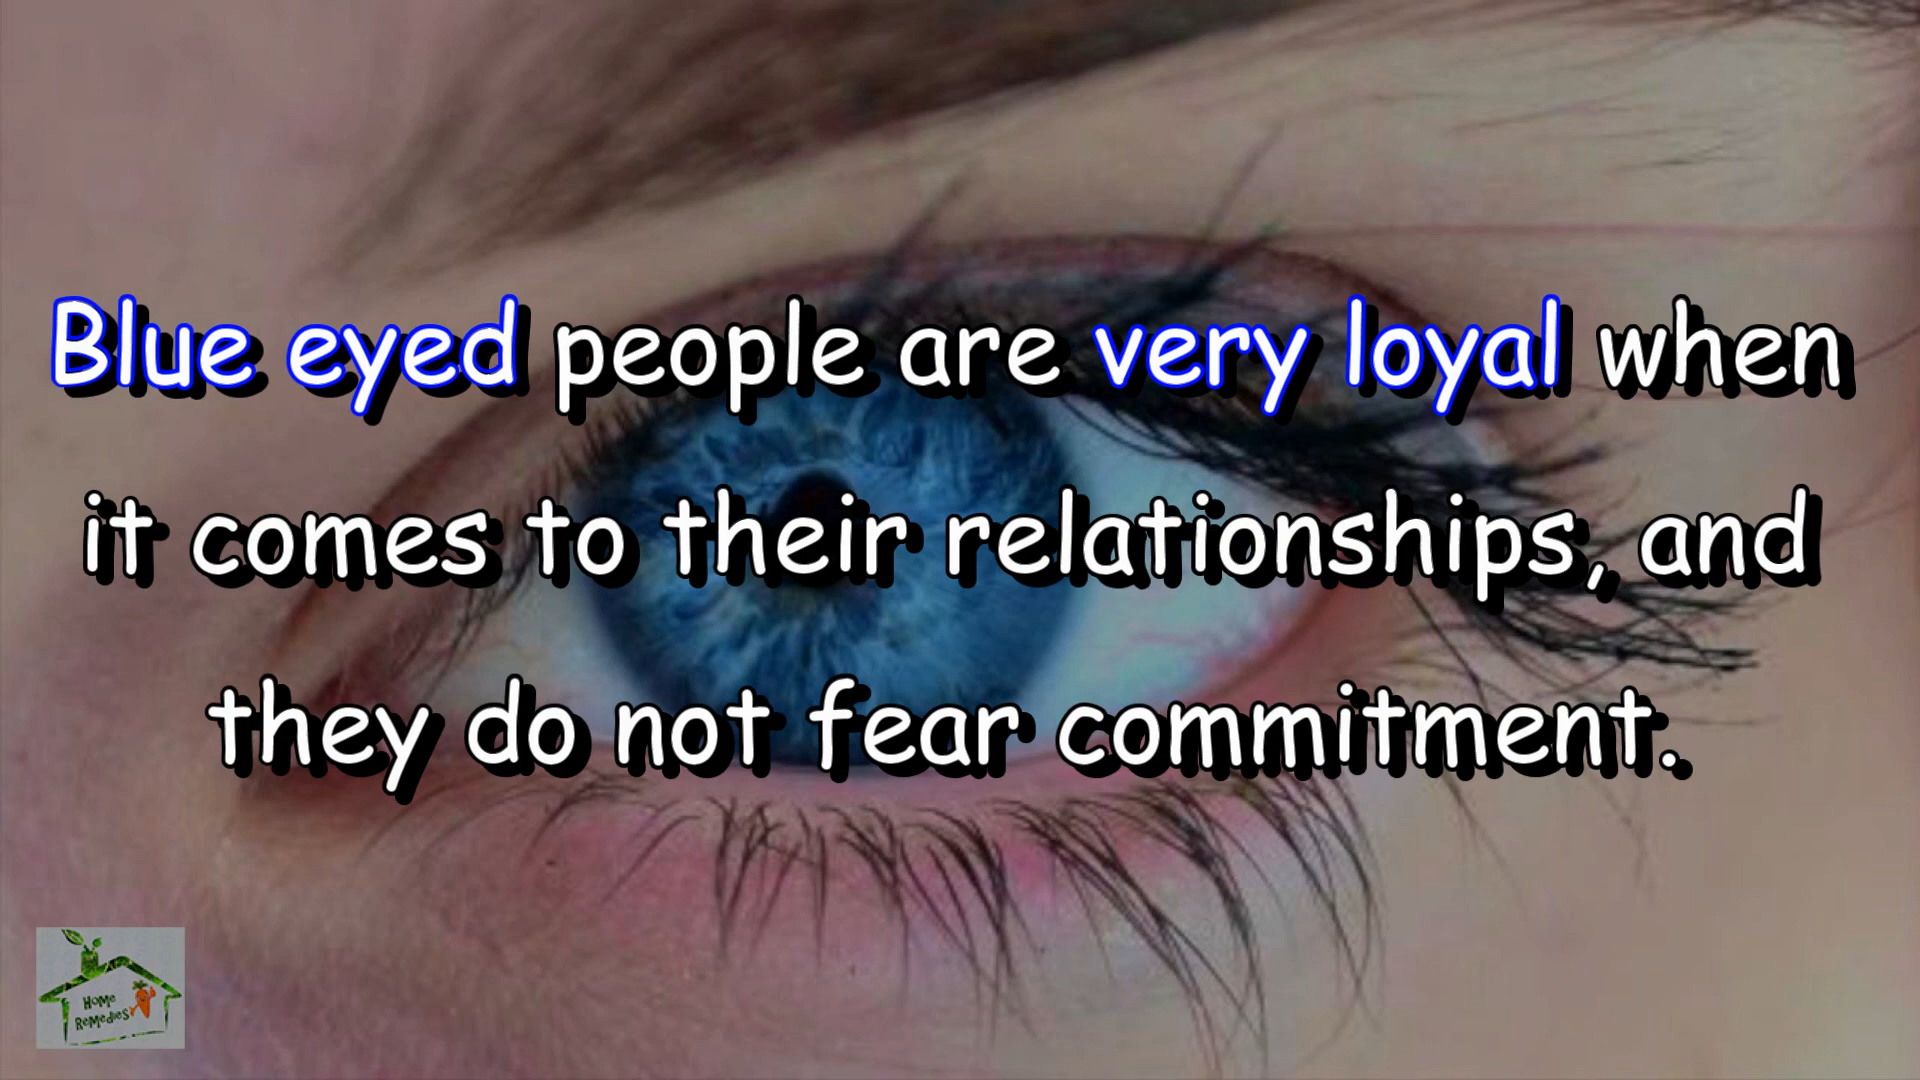 Blue eyed people are very loyal when
it comes to their relationships, and
they do not fear commitment.
Home
Remedies